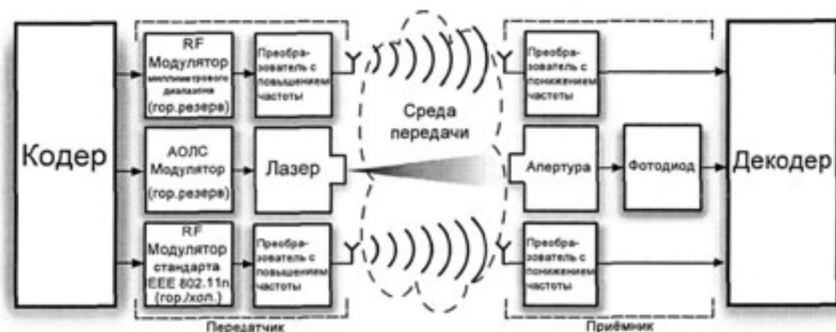 Кодер
RF
Модулятор
миллиметрового
диапазона
(гор.резерв)
Преобра-
зователь с
повышением
частоты
АОЛС
Модулятор
(гор.резерв)
Лазер
RF
Модулятор
стандарта
IEEE 802.11n
(гор./хол.)
Преобра-
зователь с
повышением
частоты
Передатчик
Среда
передачи
Преобра-
зователь с
понижением
частоты
Апертура
Фотодиод
Преобра-
зователь с
понижением
частоты
Приёмник
Декодер